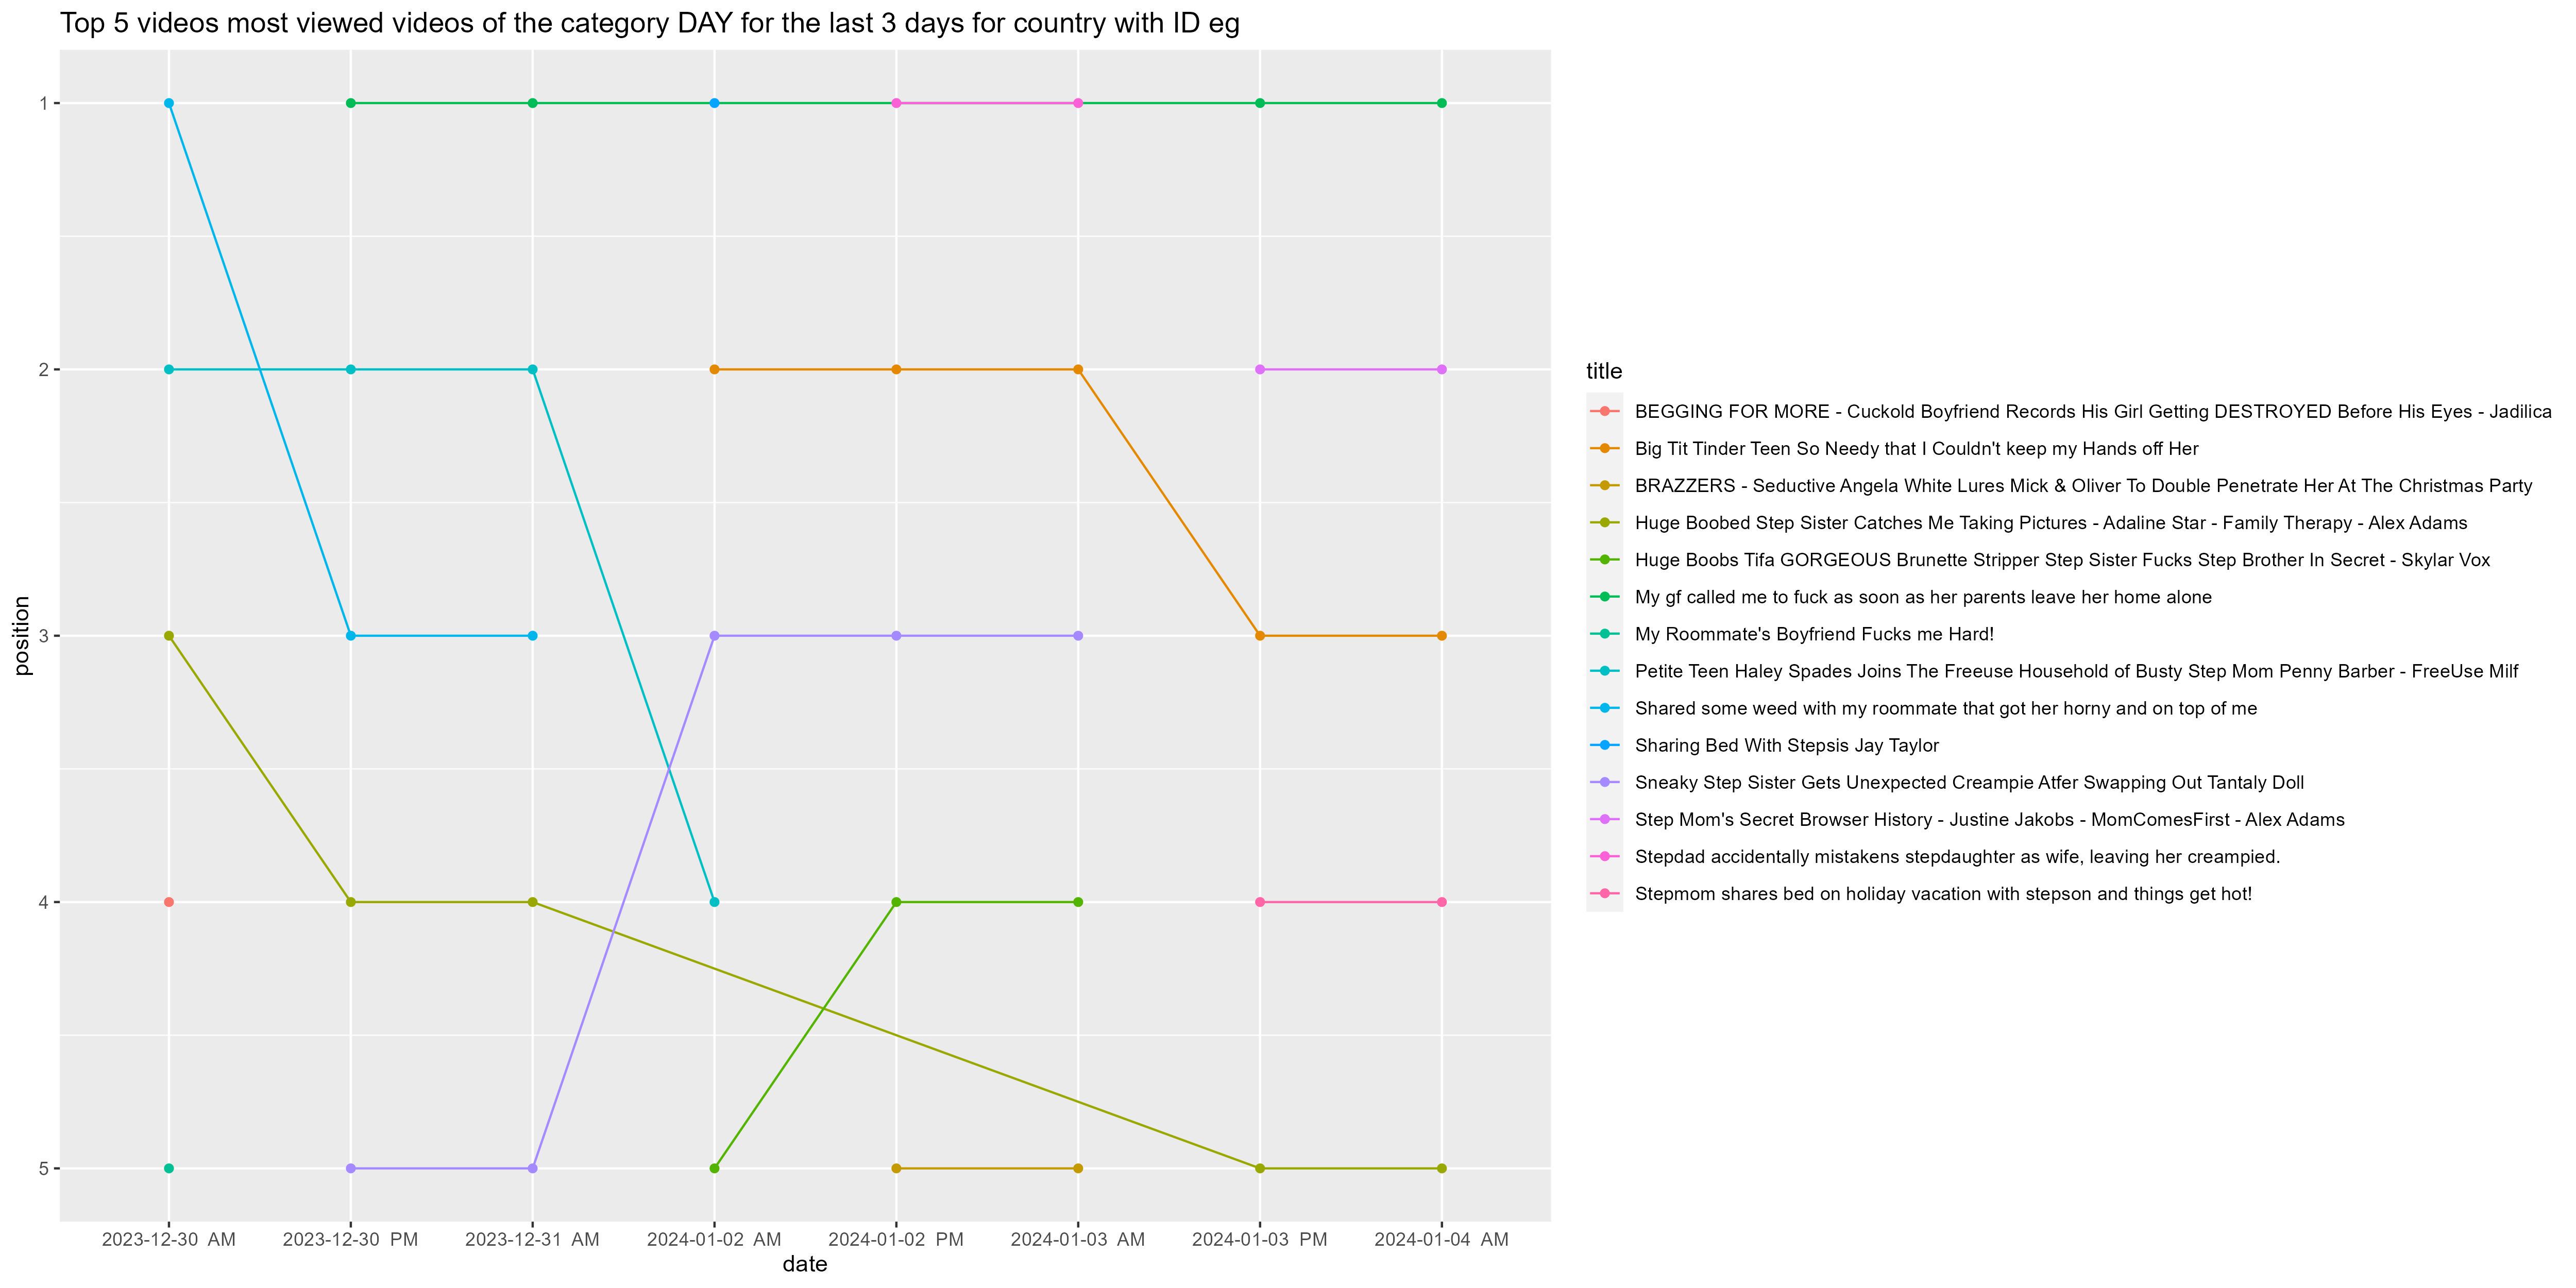 Top 5 videos most viewed videos of the category DAY for the last 3 days for country with ID eg
position
1
2
3
4
5
2023-12-30 AM
2023-12-30 PM
2023-12-31 AM
2024-01-02 AM
2024-01-02 PM
2024-01-03 AM
2024-01-03 PM
2024-01-04 AM
date
title
BEGGING FOR MORE - Cuckold Boyfriend Records His Girl Getting DESTROYED Before His Eyes - Jadilica
Big Tit Tinder Teen So Needy that I Couldn't keep my Hands off Her
BRAZZERS - Seductive Angela White Lures Mick & Oliver To Double Penetrate Her At The Christmas Party
Huge Boobed Step Sister Catches Me Taking Pictures - Adaline Star - Family Therapy - Alex Adams
Huge Boobs Tifa GORGEOUS Brunette Stripper Step Sister Fucks Step Brother In Secret - Skylar Vox
My gf called me to fuck as soon as her parents leave her home alone
My Roommate's Boyfriend Fucks me Hard!
Petite Teen Haley Spades Joins The Freeuse Household of Busty Step Mom Penny Barber - FreeUse Milf
Shared some weed with my roommate that got her horny and on top of me
Sharing Bed With Stepsis Jay Taylor
Sneaky Step Sister Gets Unexpected Creampie Atfer Swapping Out Tantaly Doll
Step Mom's Secret Browser History - Justine Jakobs - MomComesFirst - Alex Adams
Stepdad accidentally mistakens stepdaughter as wife, leaving her creampied.
Stepmom shares bed on holiday vacation with stepson and things get hot!